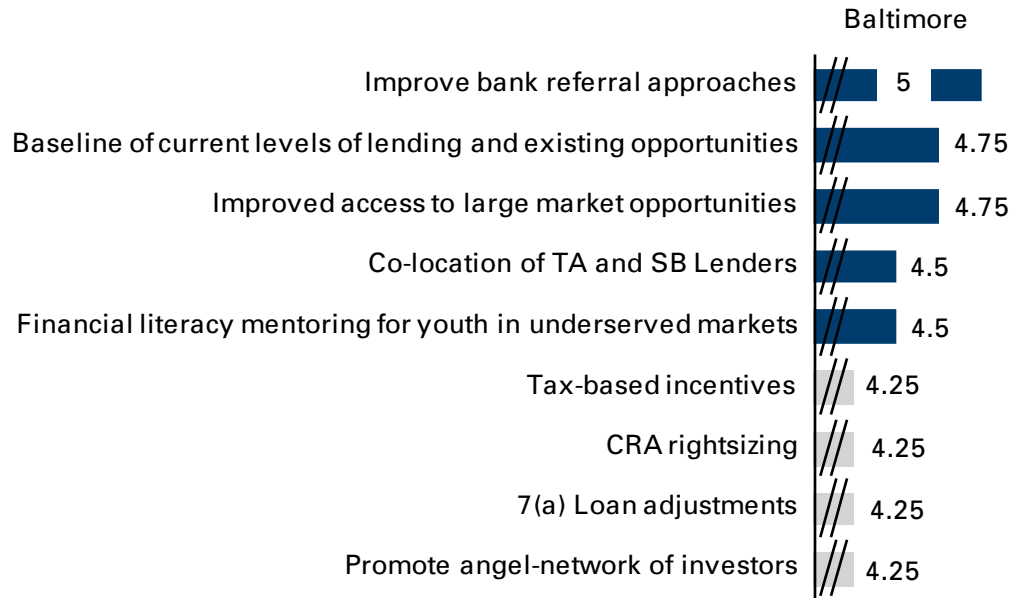 Baltimore
Improve bank referral approaches 5
Baseline of current levels of lending and existing opportunities 4.75
Improved access to large market opportunities 4.75
Co-location of TA and SB Lenders 4.5
Financial literacy mentoring for youth in underserved markets 4.5
Tax-based incentives 4.25
CRA rightsizing 4.25
7(a) Loan adjustments 4.25
Promote angel-network of investors 4.25